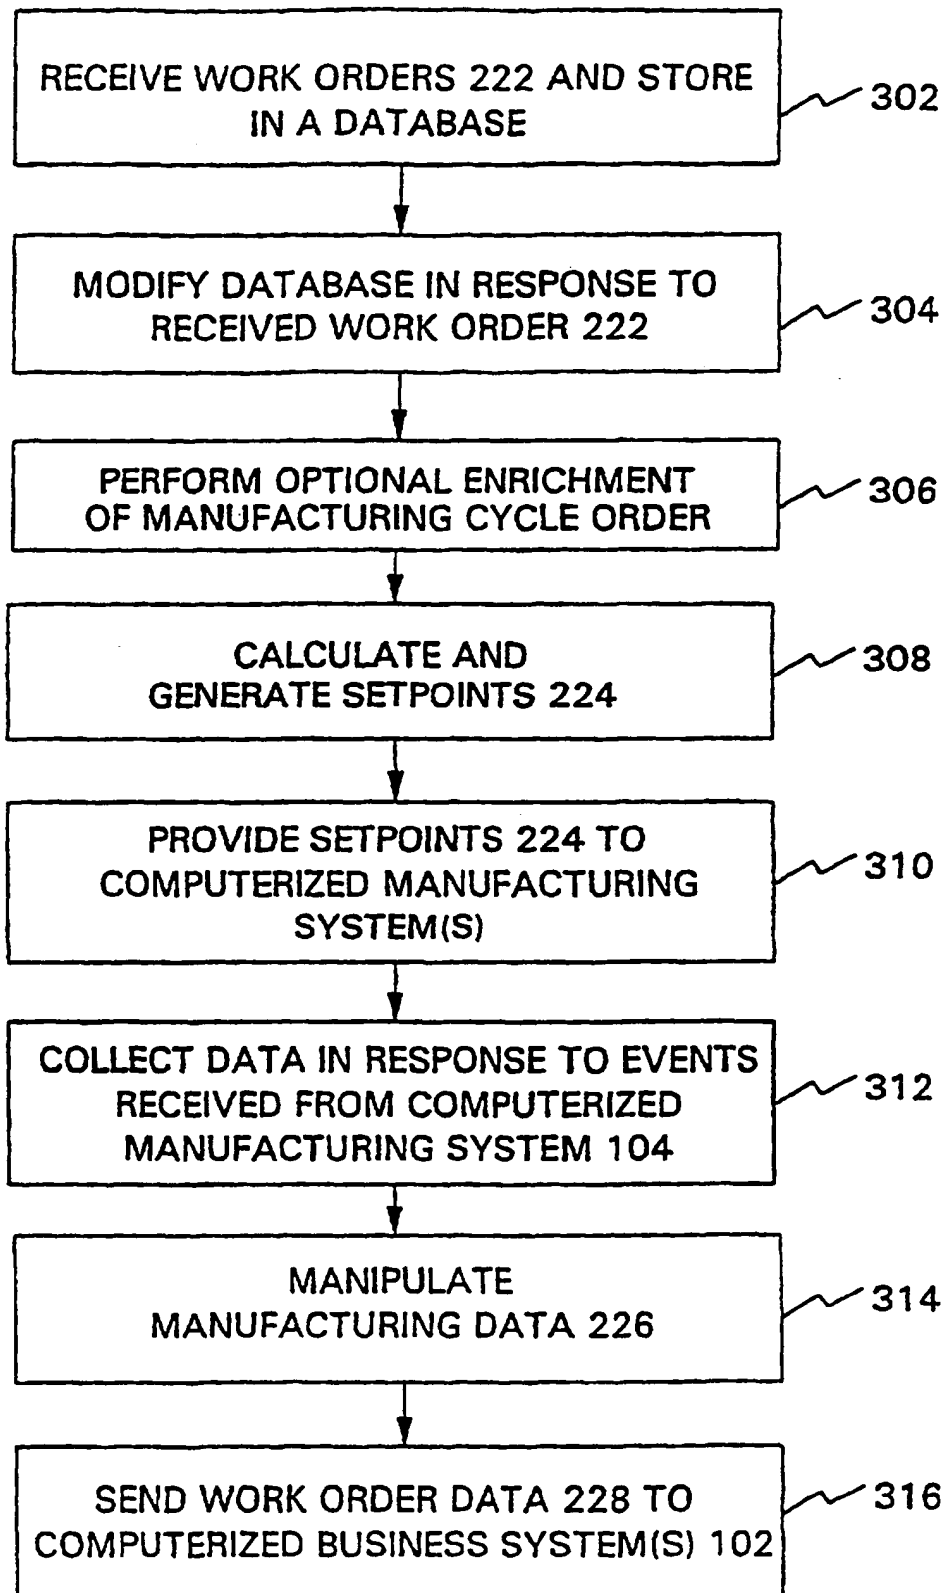 RECEIVE WORK ORDERS 222 AND STORE
IN A DATABASE
302
MODIFY DATABASE IN RESPONSE TO
RECEIVED WORK ORDER 222
304
PERFORM OPTIONAL ENRICHMENT
OF MANUFACTURING CYCLE ORDER
306
CALCULATE AND
GENERATE SETPOINTS 224
308
PROVIDE SETPOINTS 224 TO
COMPUTERIZED MANUFACTURING
SYSTEM(S)
310
COLLECT DATA IN RESPONSE TO EVENTS
RECEIVED FROM COMPUTERIZED
MANUFACTURING SYSTEM 104
312
MANIPULATE
MANUFACTURING DATA 226
314
SEND WORK ORDER DATA 228 TO
COMPUTERIZED BUSINESS SYSTEM(S) 102
316